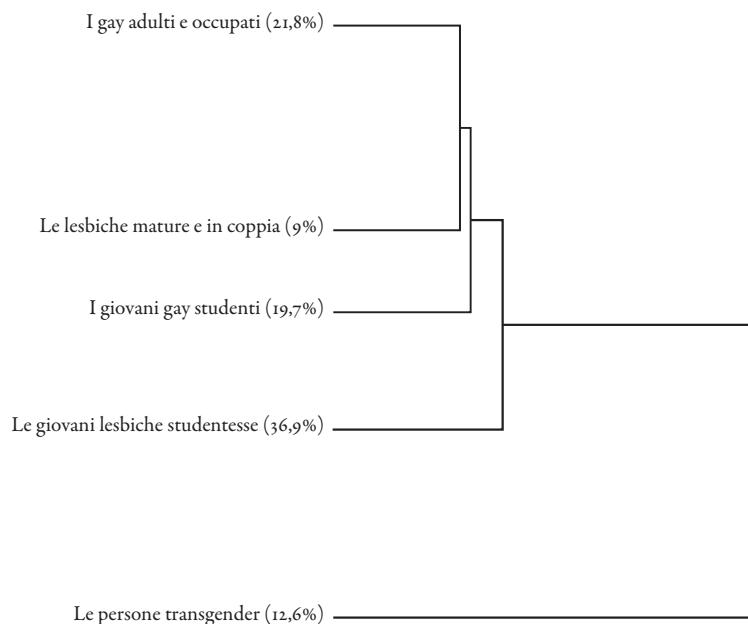 I gay adulti e occupati (21,8%)
Le lesbiche mature e in coppia (9%)
I giovani gay studenti (19,7%)
Le giovani lesbiche studentesse (36,9%)
Le persone transgender (12,6%)